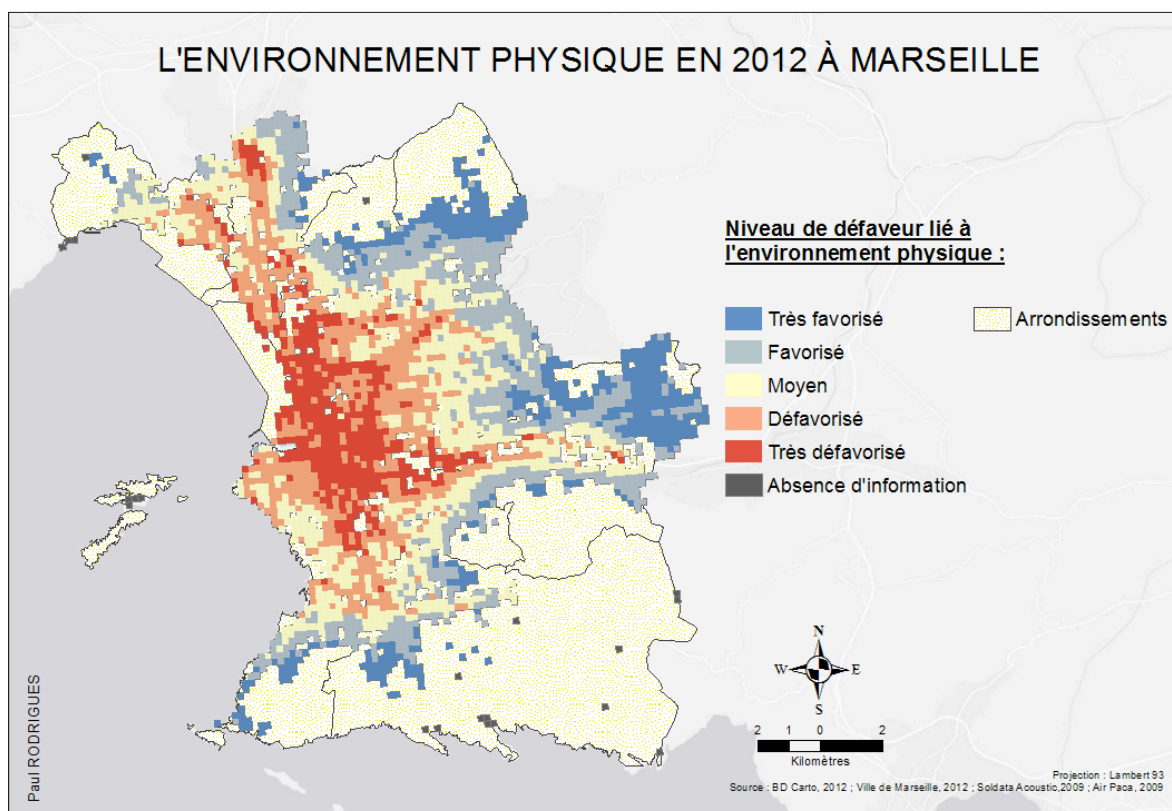 L'ENVIRONNEMENT PHYSIQUE EN 2012 À MARSEILLE
Niveau de défaveur lié à
l'environnement physique :
Très favorisé
Arrondissements
Favorisé
Moyen
Défavorisé
Très défavorisé
Absence d'information
N
W E
S
2 1 0 2
Kilomètres
Projection : Lambert 93
Source : BD Carto, 2012 ; Ville de Marseille, 2012 ; Soldata Acoustic,2009 ; Air Paca, 2009
Paul RODRIGUES